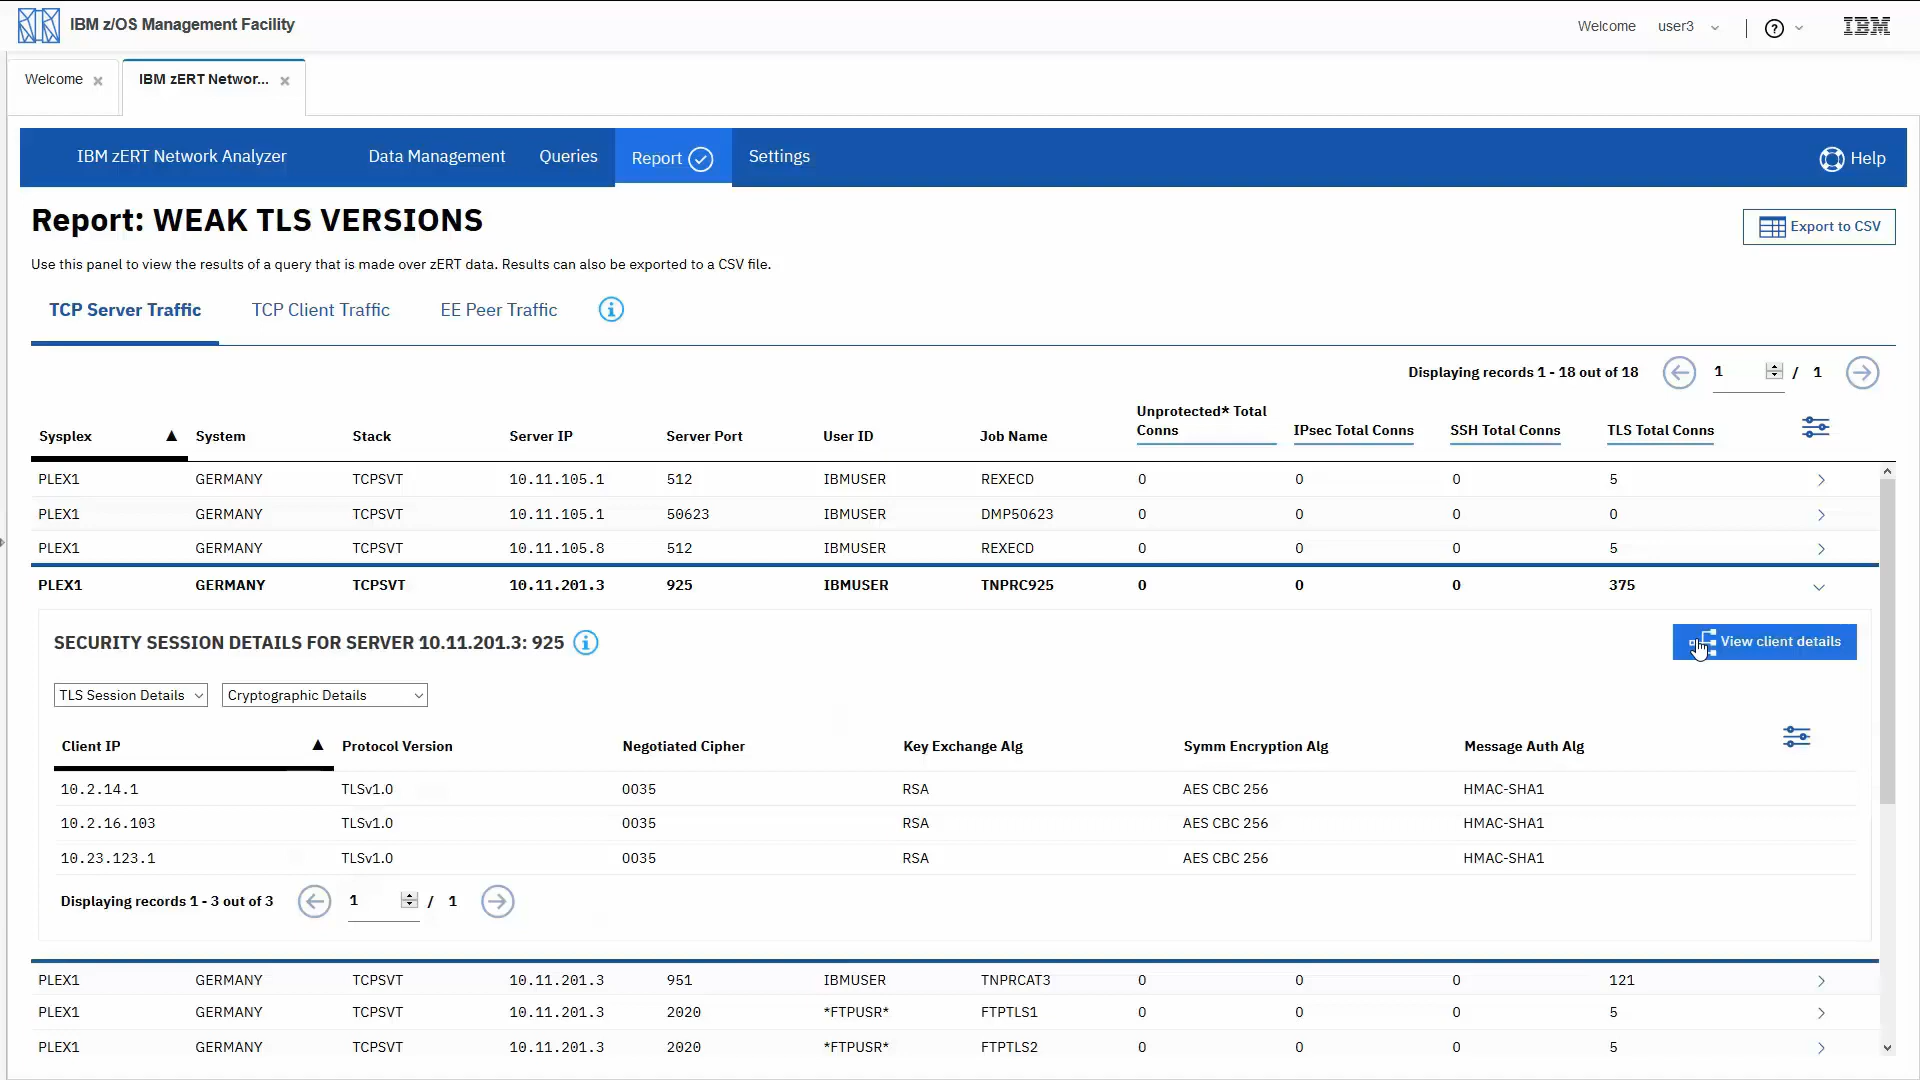 IBM z/OS Management Facility
Welcome user3 ? IBM
Welcome × IBM zERT Networ... ×
IBM zERT Network Analyzer Data Management Queries Report Settings Help
Report: WEAK TLS VERSIONS
Export to CSV
Use this panel to view the results of a query that is made over zERT data. Results can also be exported to a CSV file.
TCP Server Traffic TCP Client Traffic EE Peer Traffic
Displaying records 1 - 18 out of 18 1 / 1
Sysplex System Stack Server IP Server Port User ID Job Name Unprotected* Total Conns IPsec Total Conns SSH Total Conns TLS Total Conns
PLEX1 GERMANY TCPSVT 10.11.105.1 512 IBMUSER REXECD 0 0 0 5
PLEX1 GERMANY TCPSVT 10.11.105.1 50623 IBMUSER DMP50623 0 0 0 0
PLEX1 GERMANY TCPSVT 10.11.105.8 512 IBMUSER REXECD 0 0 0 5
PLEX1 GERMANY TCPSVT 10.11.201.3 925 IBMUSER TNPRC925 0 0 0 375
SECURITY SESSION DETAILS FOR SERVER 10.11.201.3: 925
View client details
TLS Session Details Cryptographic Details
Client IP Protocol Version Negotiated Cipher Key Exchange Alg Symm Encryption Alg Message Auth Alg
10.2.14.1 TLSv1.0 0035 RSA AES CBC 256 HMAC-SHA1
10.2.16.103 TLSv1.0 0035 RSA AES CBC 256 HMAC-SHA1
10.23.123.1 TLSv1.0 0035 RSA AES CBC 256 HMAC-SHA1
Displaying records 1 - 3 out of 3 1 / 1
PLEX1 GERMANY TCPSVT 10.11.201.3 951 IBMUSER TNPRCAT3 0 0 0 121
PLEX1 GERMANY TCPSVT 10.11.201.3 2020 *FTPUSR* FTPTLS1 0 0 0 5
PLEX1 GERMANY TCPSVT 10.11.201.3 2020 *FTPUSR* FTPTLS2 0 0 0 5